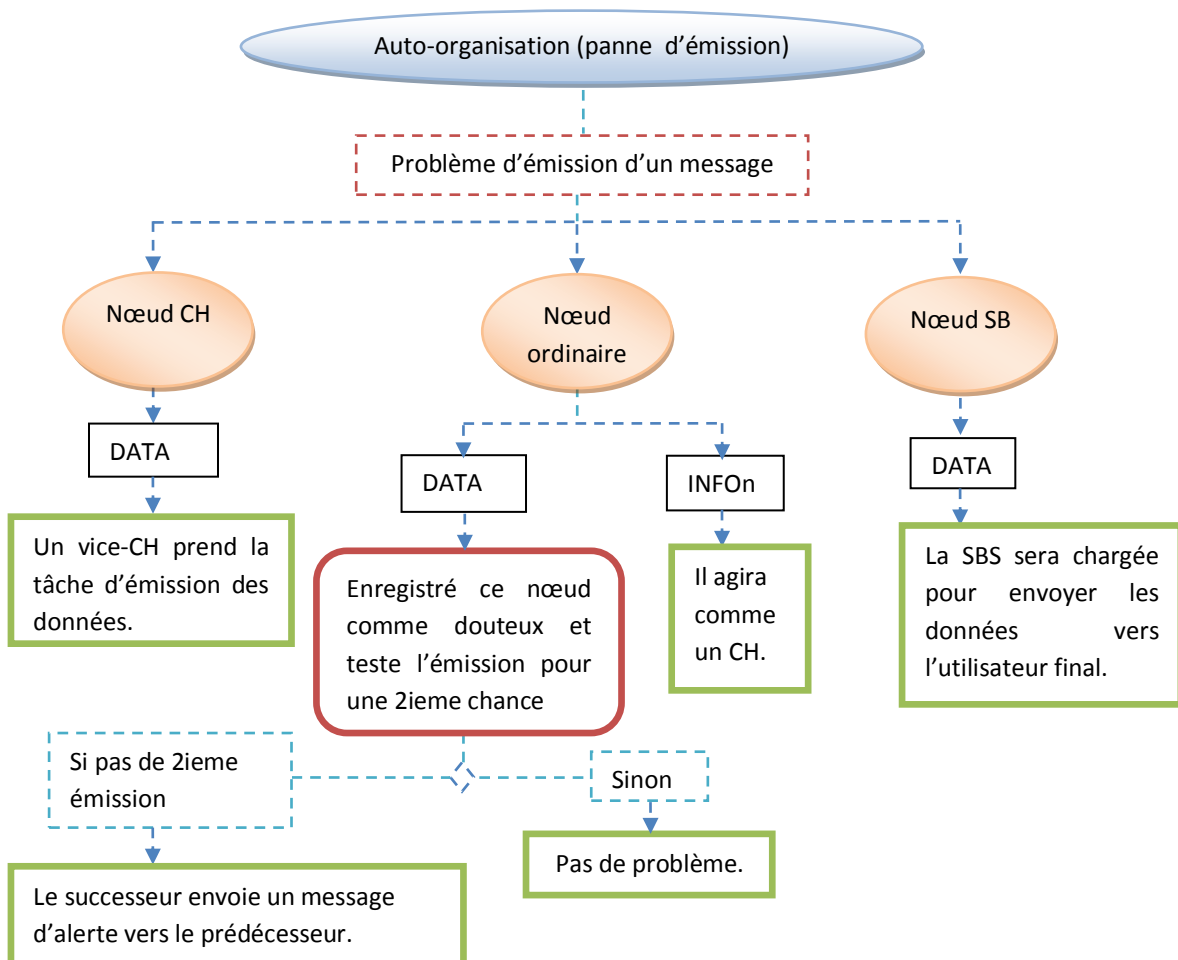 Auto-organisation (panne d’émission)
Problème d’émission d’un message
Nœud CH
Nœud
ordinaire
Nœud SB
DATA
DATA
INFOn
DATA
Un vice-CH prend la
tâche d’émission des
données.
Enregistré ce nœud
comme douteux et
teste l’émission pour
une 2ieme chance
Il agira
comme
un CH.
La SBS sera chargée
pour envoyer les
données vers
l’utilisateur final.
Si pas de 2ieme
émission
Sinon
Pas de problème.
Le successeur envoie un message
d’alerte vers le prédécesseur.